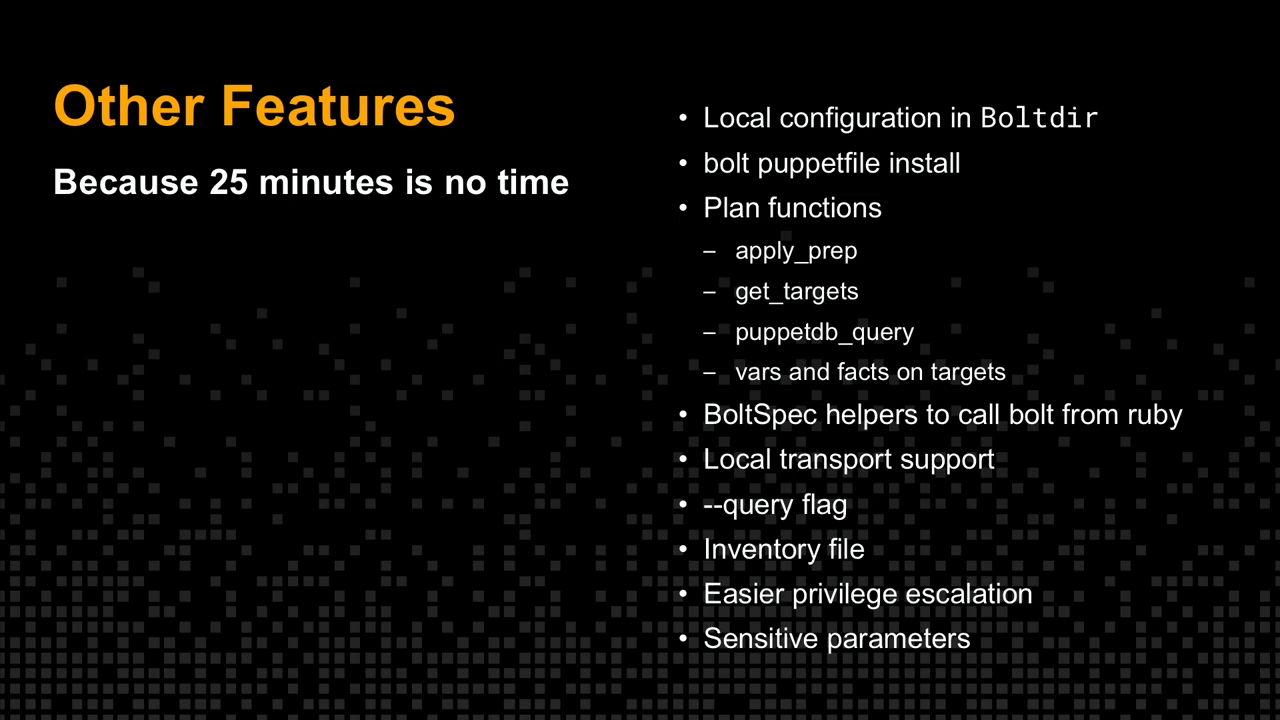 Other Features
Because 25 minutes is no time
• Local configuration in Boltdir
• bolt puppetfile install
• Plan functions
– apply_prep
– get_targets
– puppetdb_query
– vars and facts on targets
• BoltSpec helpers to call bolt from ruby
• Local transport support
• --query flag
• Inventory file
• Easier privilege escalation
• Sensitive parameters